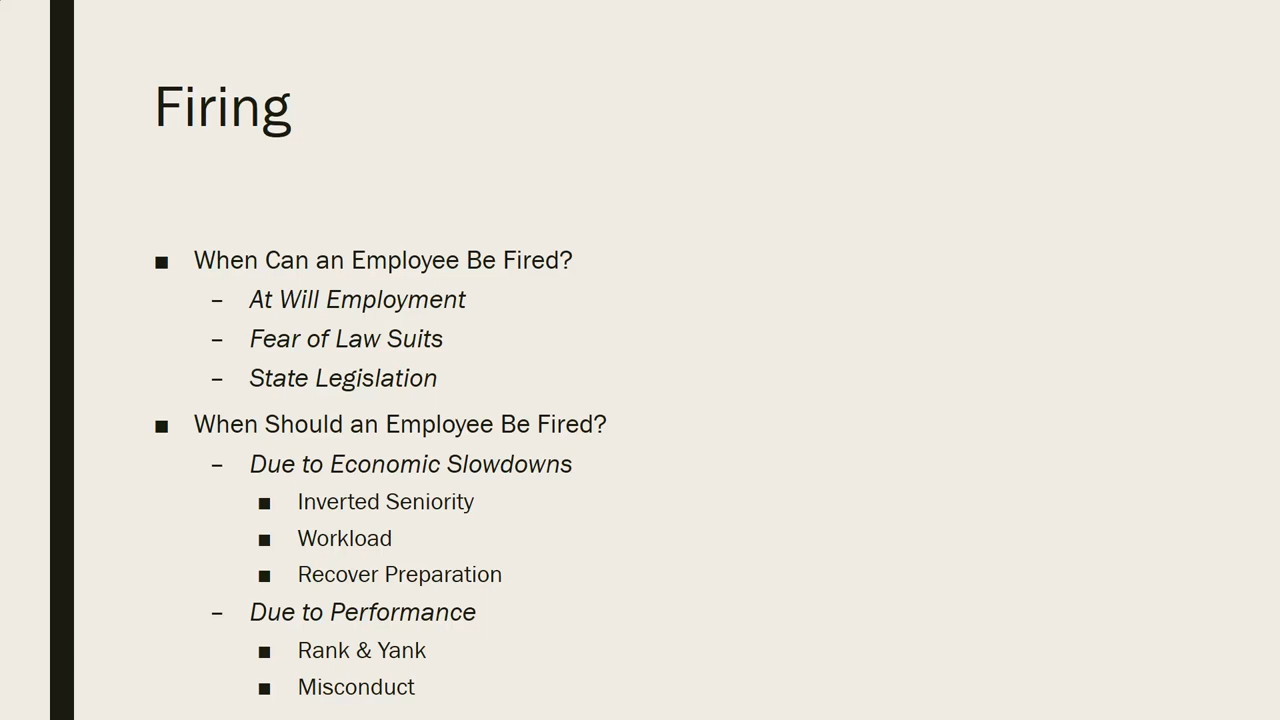 Firing
■ When Can an Employee Be Fired?
– At Will Employment
– Fear of Law Suits
– State Legislation
■ When Should an Employee Be Fired?
– Due to Economic Slowdowns
■ Inverted Seniority
■ Workload
■ Recover Preparation
– Due to Performance
■ Rank & Yank
■ Misconduct